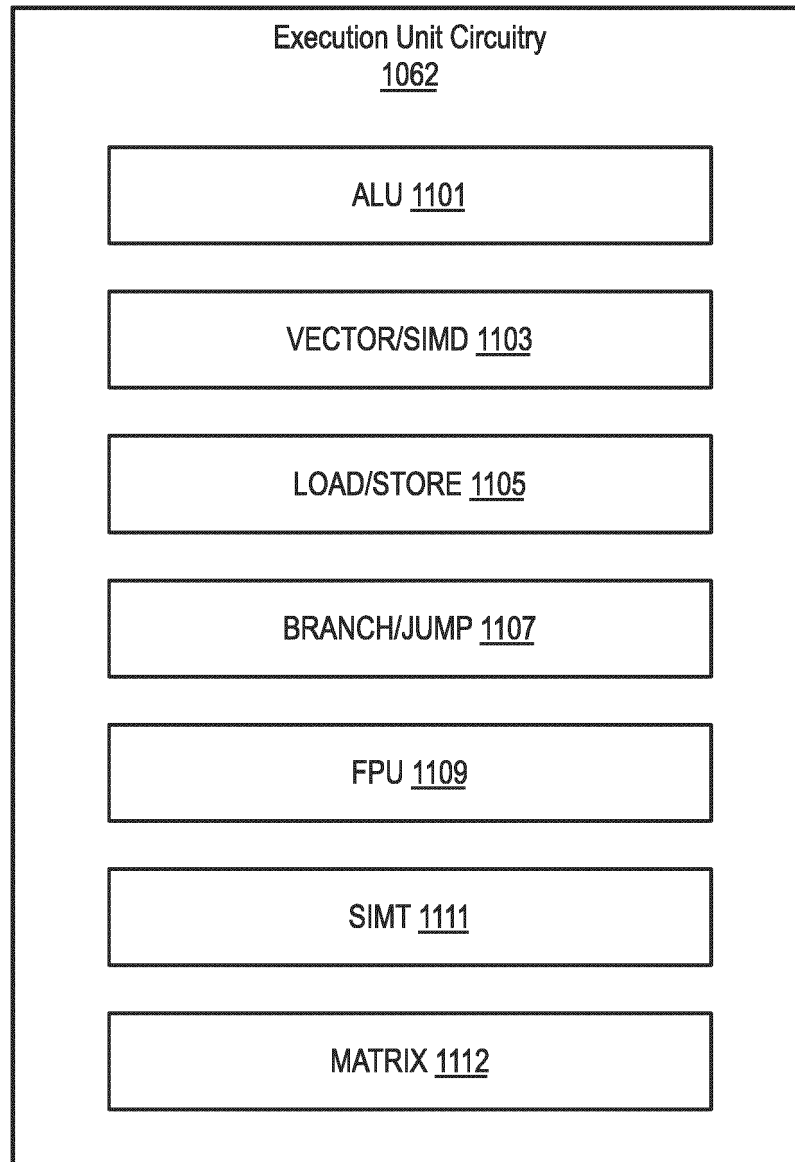 Execution Unit Circuitry
1062
ALU 1101
VECTOR/SIMD 1103
LOAD/STORE 1105
BRANCH/JUMP 1107
FPU 1109
SIMT 1111
MATRIX 1112